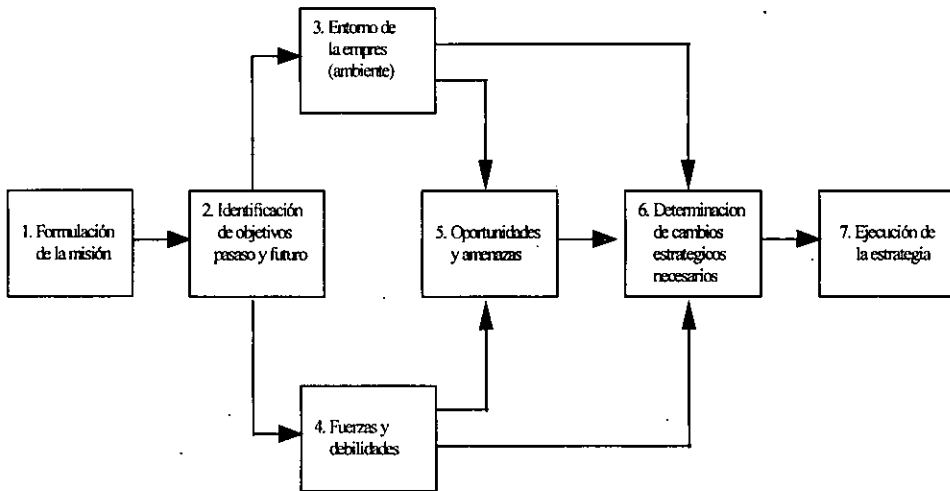 3. Entorno de
la empres
(ambiente)
1. Formulación
de la misión
2. Identificación
de objetivos
pasaso y futuro
5. Oportunidades
y amenazas
6. Determinacion
de cambios
estrategicos
necesarios
7. Ejecución de
la estrategia
4. Fuerzas y
debilidades